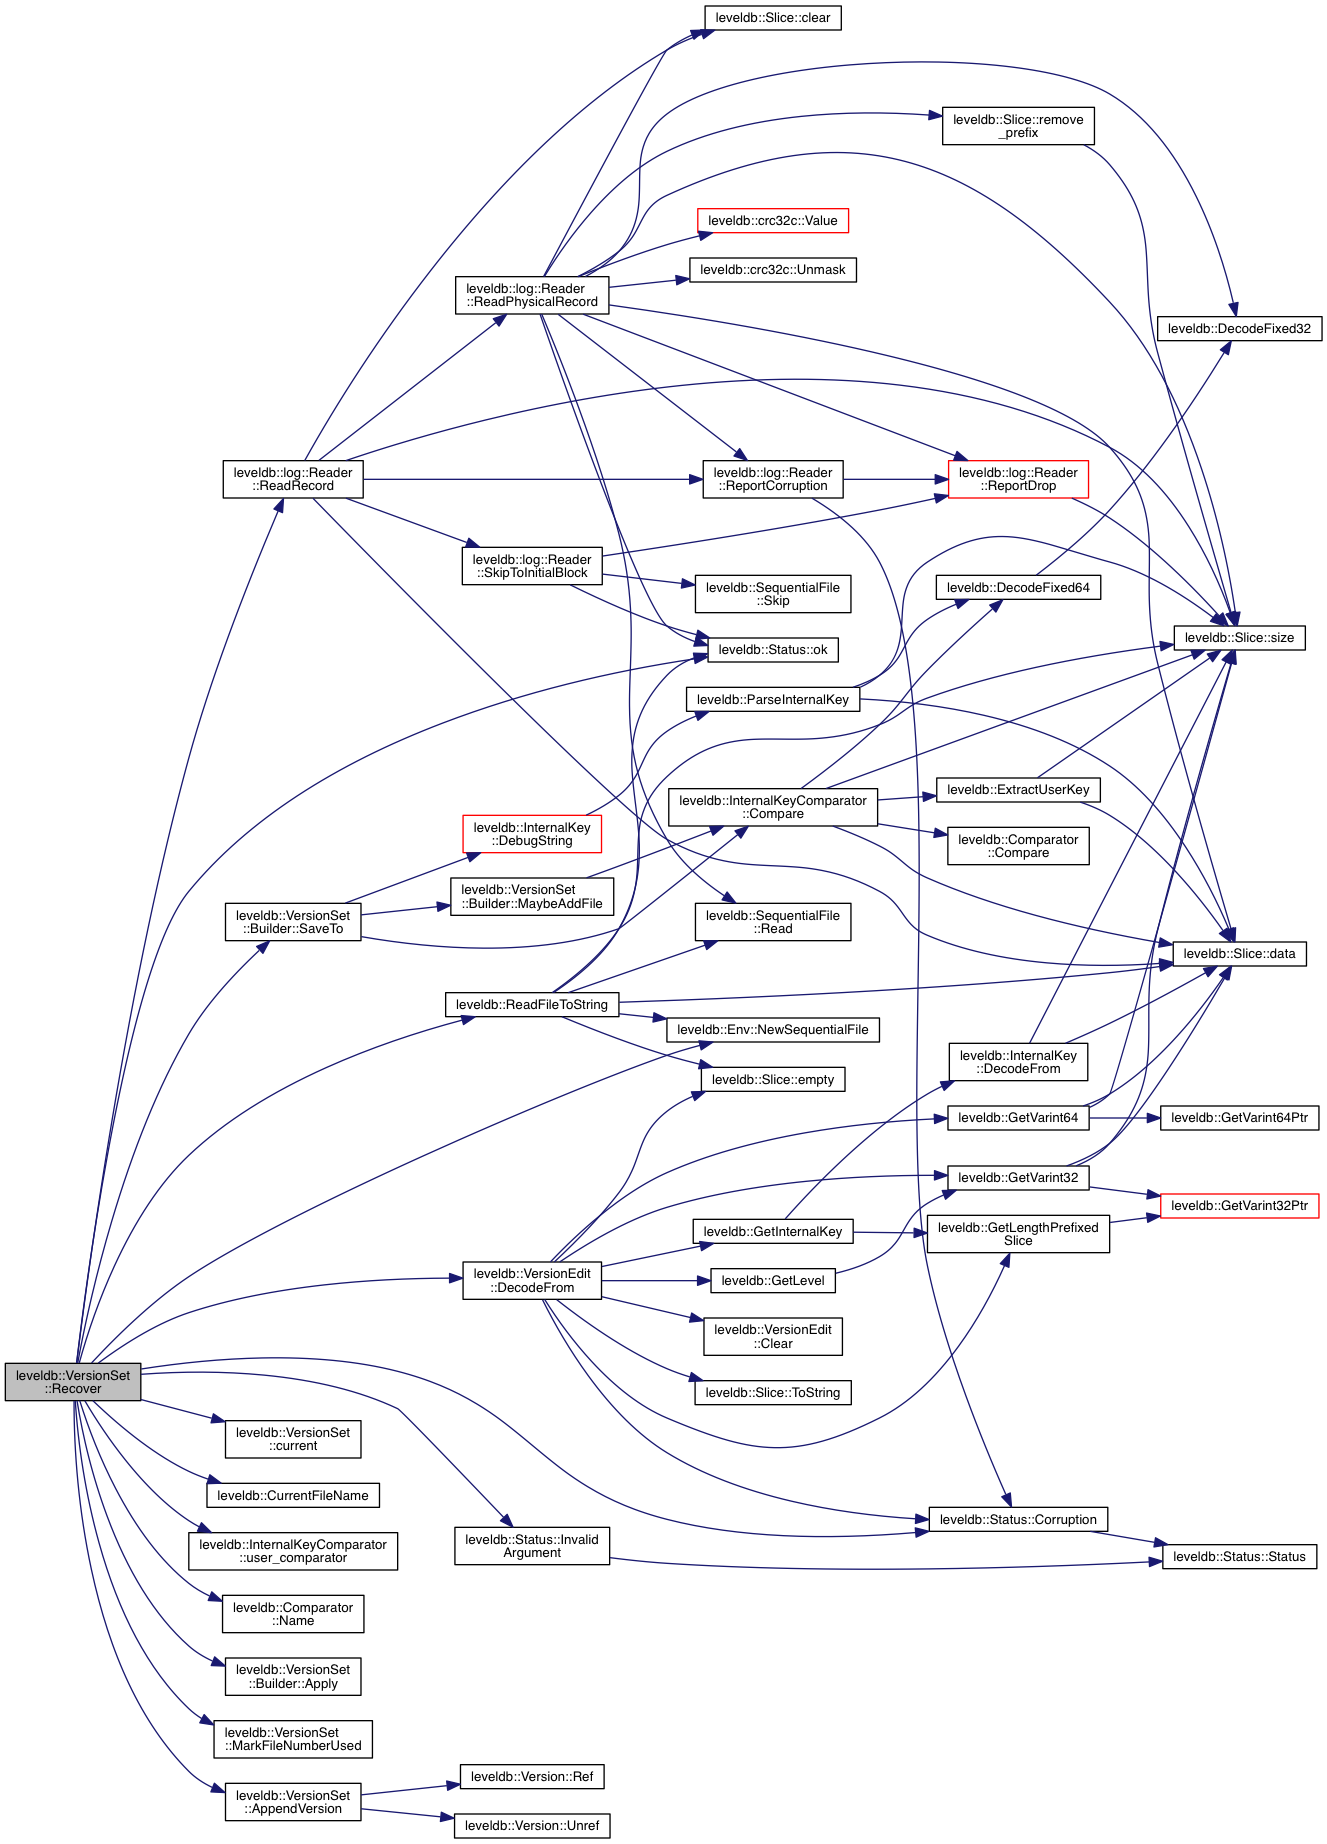 leveldb::Slice::clear
leveldb::Slice::remove
_prefix
leveldb::crc32c::Value
leveldb::crc32c::Unmask
leveldb::log::Reader
::ReadPhysicalRecord
leveldb::DecodeFixed32
leveldb::log::Reader
::ReadRecord
leveldb::log::Reader
::ReportCorruption
leveldb::log::Reader
::ReportDrop
leveldb::log::Reader
::SkipToInitialBlock
leveldb::SequentialFile
::Skip
leveldb::DecodeFixed64
leveldb::Slice::size
leveldb::Status::ok
leveldb::ParseInternalKey
leveldb::InternalKeyComparator
::Compare
leveldb::ExtractUserKey
leveldb::InternalKey
::DebugString
leveldb::Comparator
::Compare
leveldb::VersionSet
::Builder::MaybeAddFile
leveldb::VersionSet
::Builder::SaveTo
leveldb::SequentialFile
::Read
leveldb::Slice::data
leveldb::ReadFileToString
leveldb::Env::NewSequentialFile
leveldb::InternalKey
::DecodeFrom
leveldb::Slice::empty
leveldb::GetVarint64
leveldb::GetVarint64Ptr
leveldb::GetVarint32
leveldb::GetVarint32Ptr
leveldb::GetInternalKey
leveldb::GetLengthPrefixed
Slice
leveldb::VersionEdit
::DecodeFrom
leveldb::GetLevel
leveldb::VersionEdit
::Clear
leveldb::VersionSet
::Recover
leveldb::Slice::ToString
leveldb::VersionSet
::current
leveldb::CurrentFileName
leveldb::Status::Corruption
leveldb::InternalKeyComparator
::user_comparator
leveldb::Status::Invalid
Argument
leveldb::Status::Status
leveldb::Comparator
::Name
leveldb::VersionSet
::Builder::Apply
leveldb::VersionSet
::MarkFileNumberUsed
leveldb::Version::Ref
leveldb::VersionSet
::AppendVersion
leveldb::Version::Unref